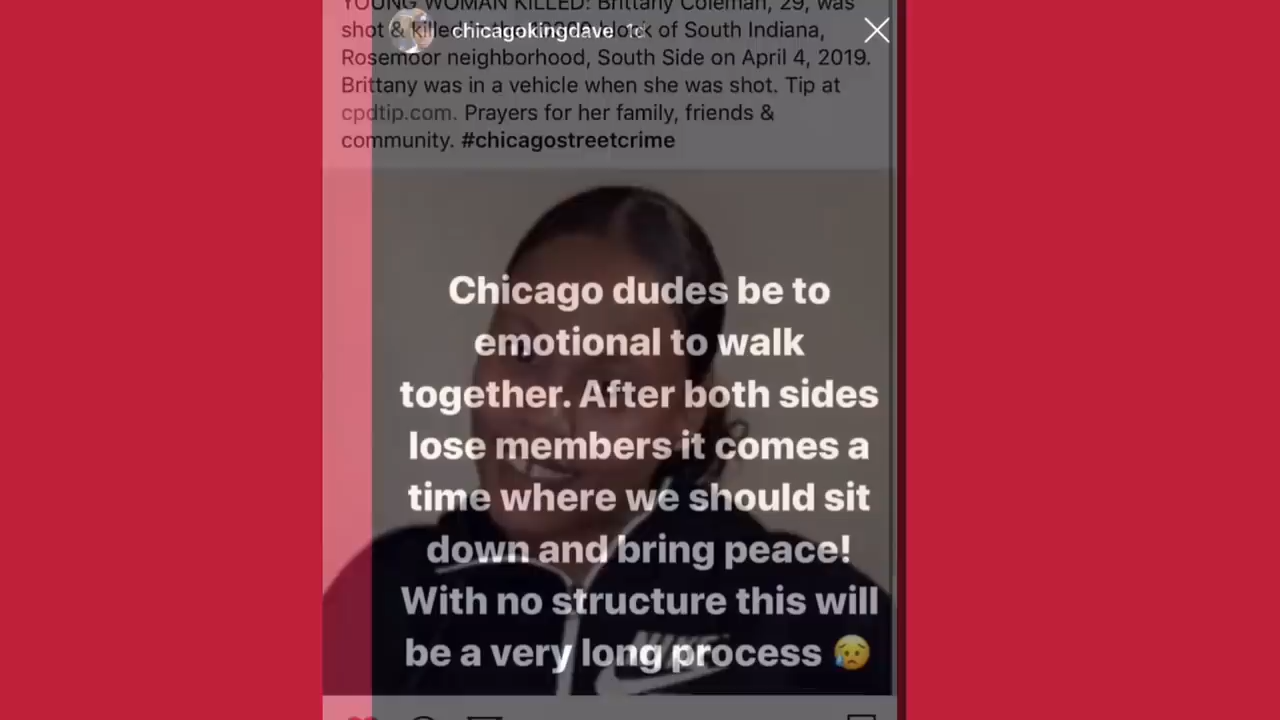 YOUNG WOMAN KILLED: Brittany Coleman, 29, was
shot & killed in the block of South Indiana,
chicagokingdave 1d
Rosemoor neighborhood, South Side on April 4, 2019.
Brittany was in a vehicle when she was shot. Tip at
cpdtip.com. Prayers for her family, friends &
community. #chicagostreetcrime
Chicago dudes be to
emotional to walk
together. After both sides
lose members it comes a
time where we should sit
down and bring peace!
With no structure this will
be a very long process 😥
NIKE